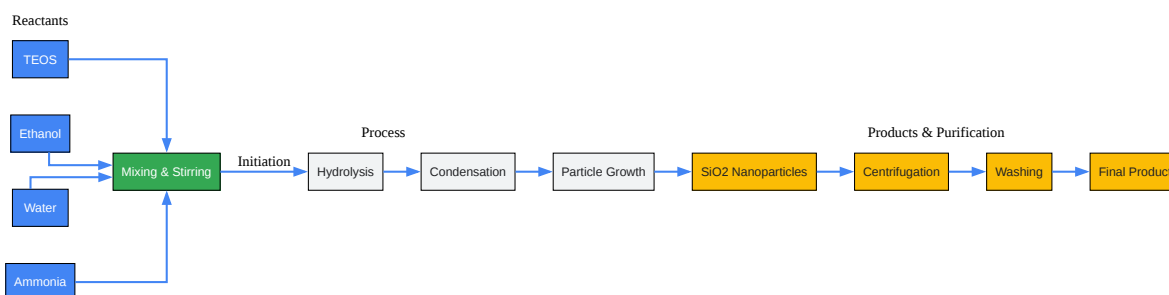 Reactants
TEOS
Ethanol
Water
Ammonia
Mixing & Stirring
Initiation
Process
Hydrolysis
Condensation
Particle Growth
Products & Purification
SiO2 Nanoparticles
Centrifugation
Washing
Final Product